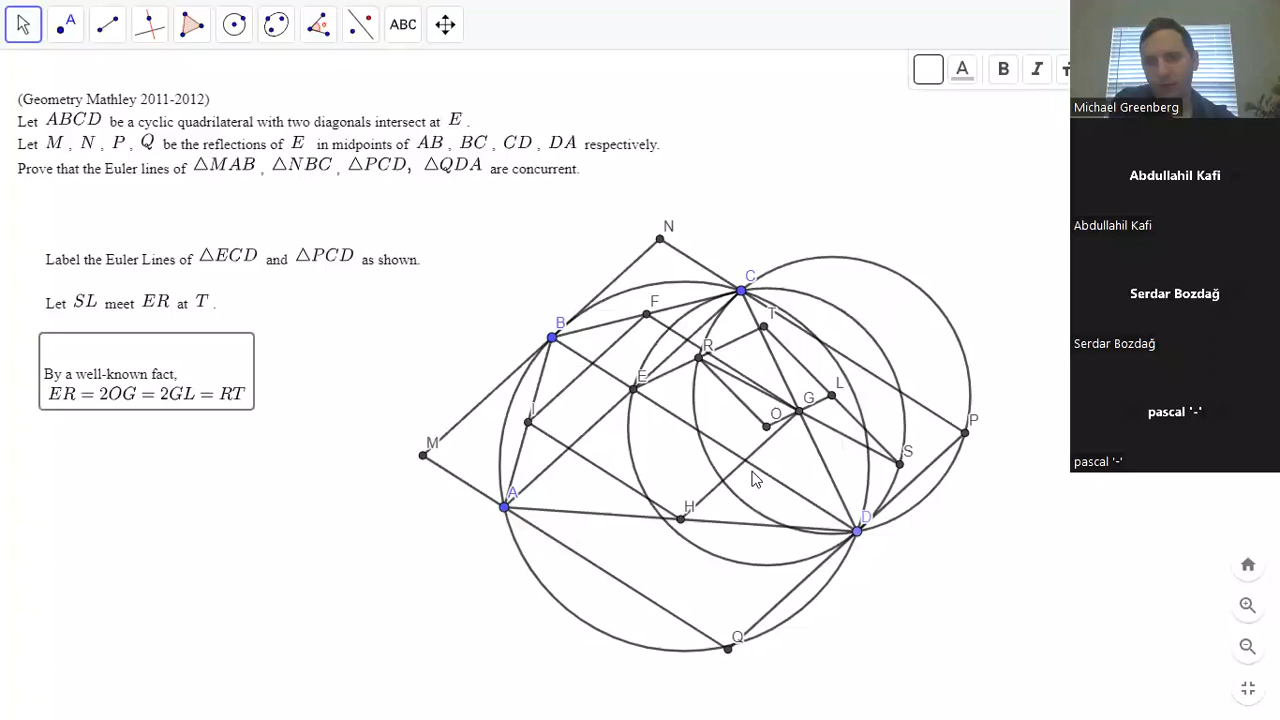 ABC
A
B
I
(Geometry Mathley 2011-2012)
Let ABCD be a cyclic quadrilateral with two diagonals intersect at E .
Let M , N , P , Q be the reflections of E in midpoints of AB , BC , CD , DA respectively.
Prove that the Euler lines of △MAB , △NBC , △PCD, △QDA are concurrent.
Label the Euler Lines of △ECD and △PCD as shown.
Let SL meet ER at T .
By a well-known fact,
ER = 2OG = 2GL = RT
N
C
F
T
B
R
E
L
G
I
O
P
M
S
A
H
D
Q
Michael Greenberg
Abdullahil Kafi
Abdullahil Kafi
Serdar Bozdağ
Serdar Bozdağ
pascal '-'
pascal '-'